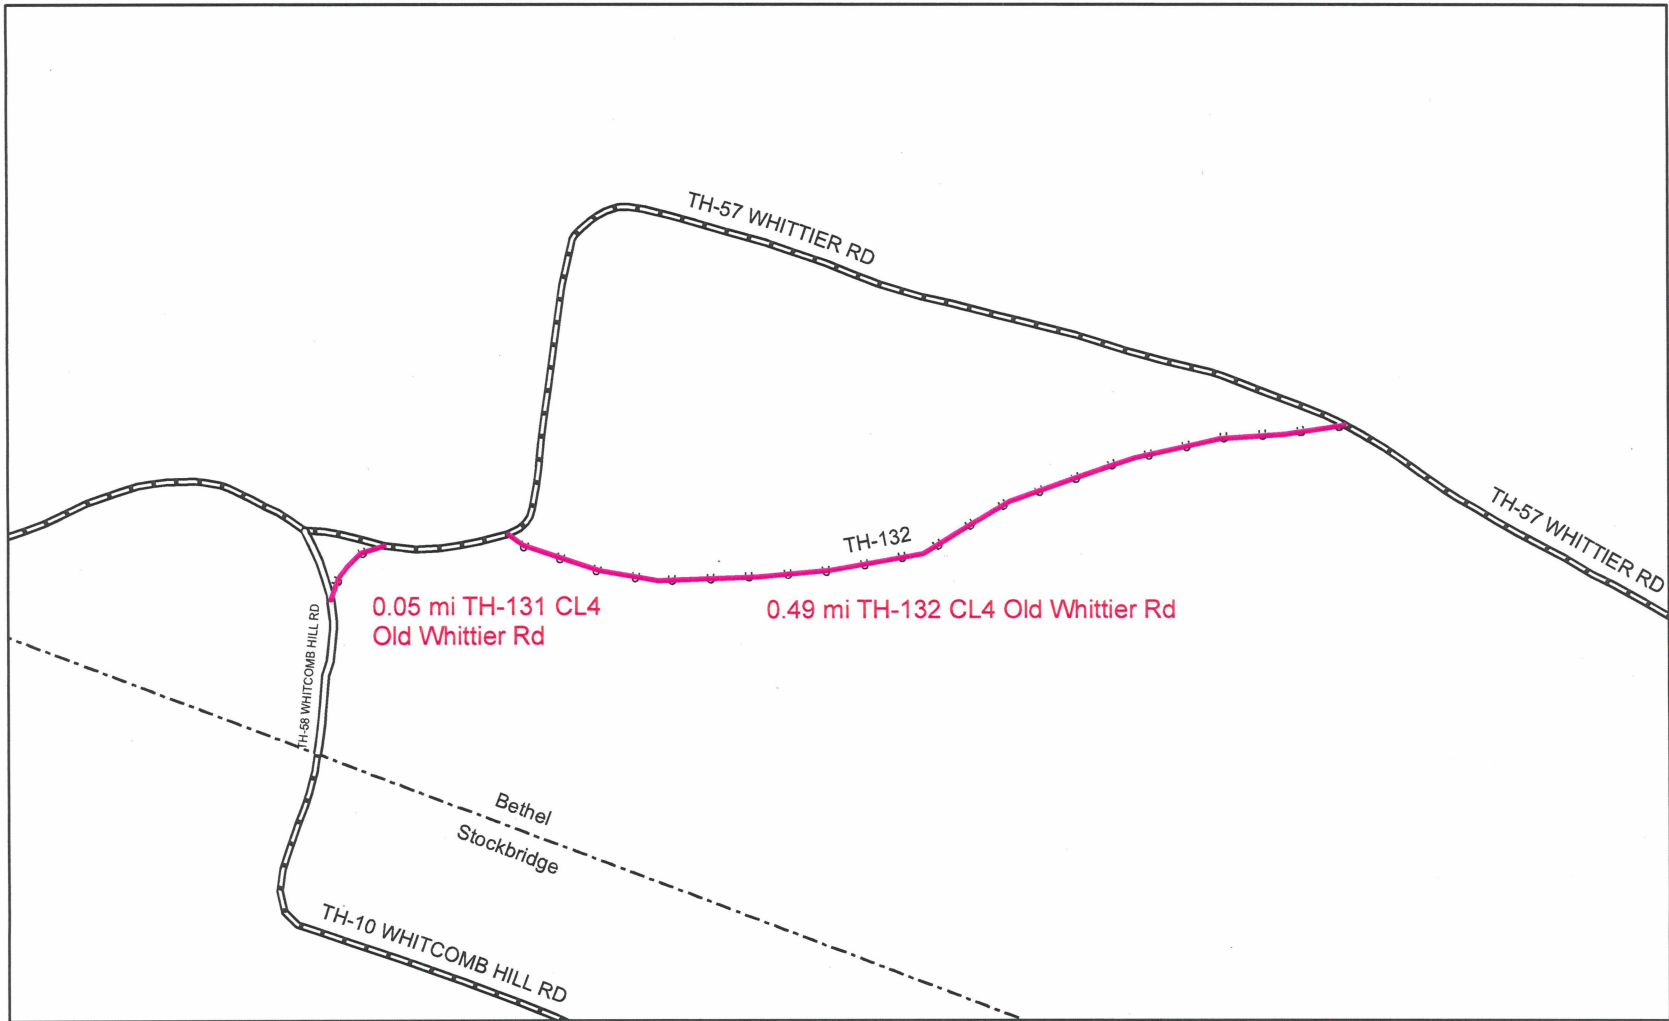 TH-57 WHITTIER RD
TH-57 WHITTIER RD
TH-132
0.05 mi TH-131 CL4
Old Whittier Rd
0.49 mi TH-132 CL4 Old Whittier Rd
TH-58 WHITCOMB HILL RD
Bethel
Stockbridge
TH-10 WHITCOMB HILL RD